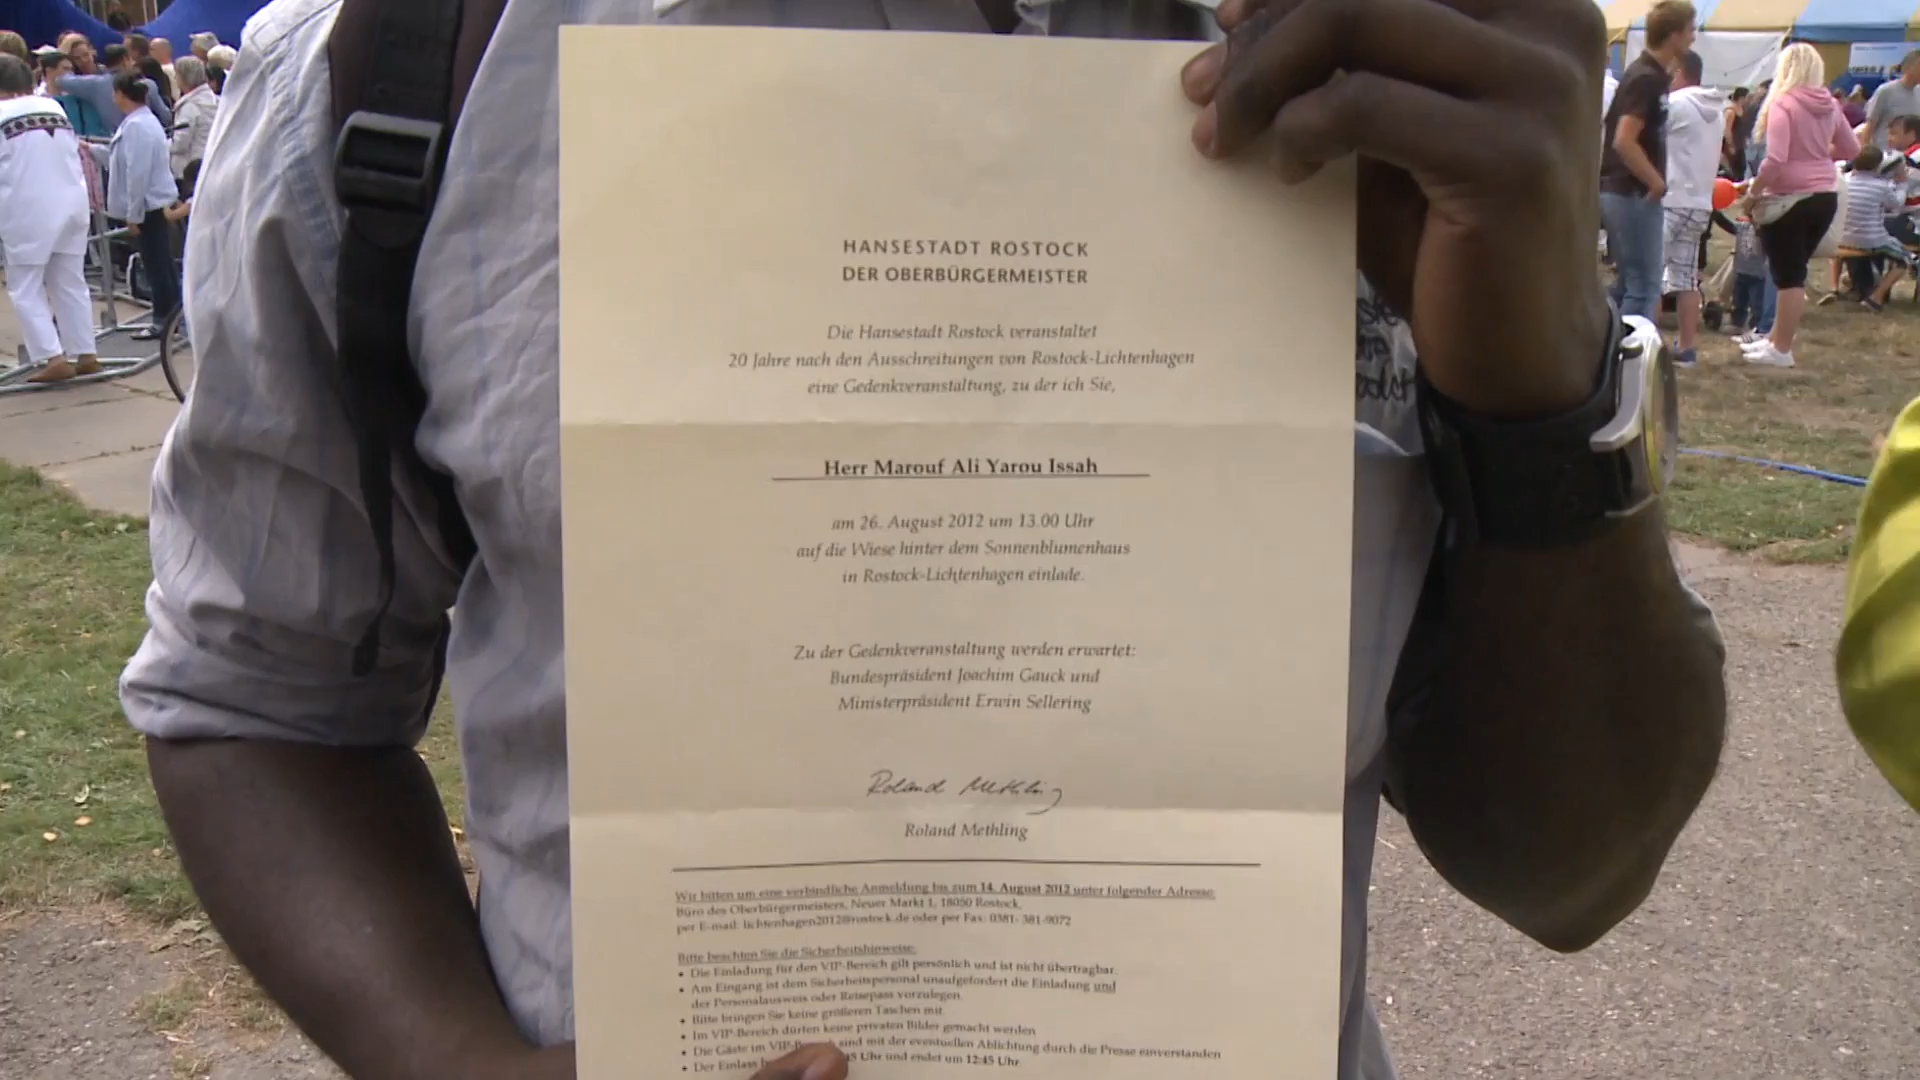 HANSESTADT ROSTOCK
DER OBERBÜRGERMEISTER
Die Hansestadt Rostock veranstaltet
20 Jahre nach den Ausschreitungen von Rostock-Lichtenhagen
eine Gedenkveranstaltung, zu der ich Sie,
Herr Marouf Ali Yarou Issah
am 26. August 2012 um 13.00 Uhr
auf die Wiese hinter dem Sonnenblumenhaus
in Rostock-Lichtenhagen einlade.
Zu der Gedenkveranstaltung werden erwartet:
Bundespräsident Joachim Gauck und
Ministerpräsident Erwin Sellering
Roland Methling
Roland Methling
Wir bitten um eine verbindliche Anmeldung bis zum 14. August 2012 unter folgender Adresse:
Büro des Oberbürgermeisters, Neuer Markt 1, 18050 Rostock,
per E-mail: lichtenhagen2012@rostock.de oder per Fax: 0381- 381-9072
Bitte beachten Sie die Sicherheitshinweise:
• Die Einladung für den VIP-Bereich gilt persönlich und ist nicht übertragbar.
• Am Eingang ist dem Sicherheitspersonal unaufgefordert die Einladung und
der Personalausweis oder Reisepass vorzulegen.
• Bitte bringen Sie keine größeren Taschen mit
• Im VIP-Bereich dürfen keine privaten Bilder gemacht werden
• Die Gäste im VIP- sind mit der eventuellen Ablichtung durch die Presse einverstanden
• Der Einlass Uhr und endet um 12:45 Uhr